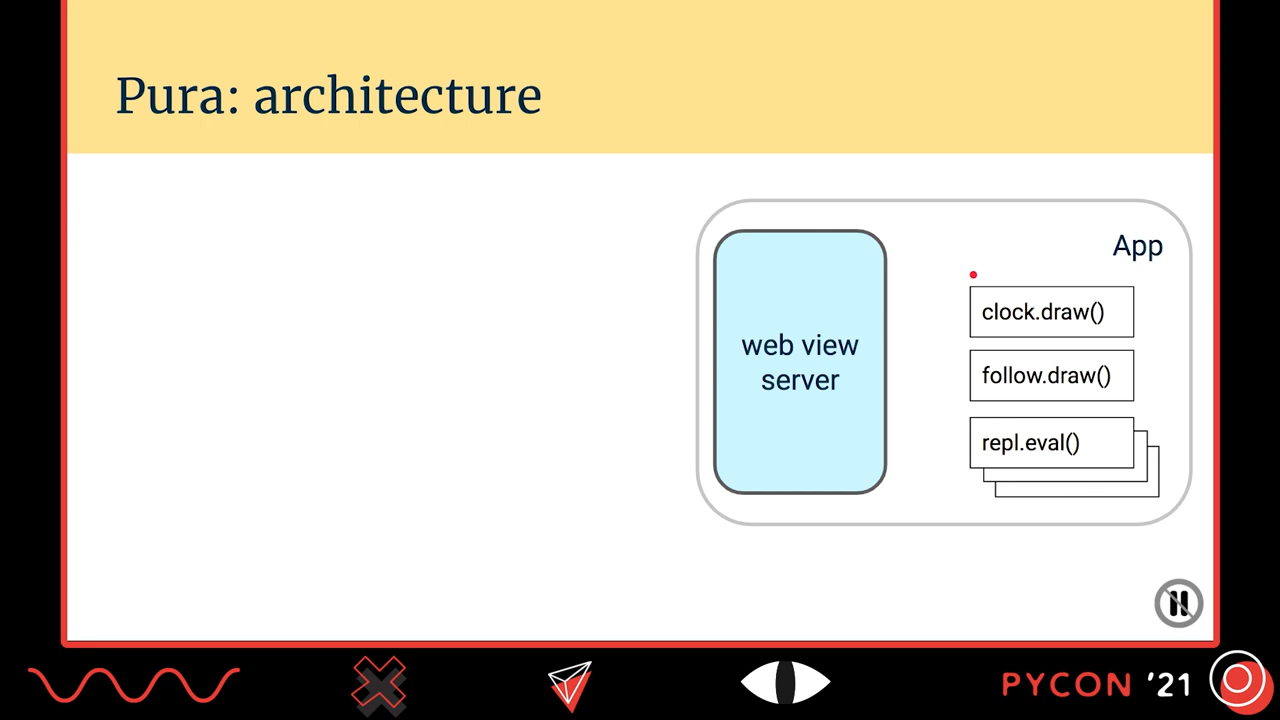 Pura: architecture
App
web view
server
clock.draw()
follow.draw()
repl.eval()
PYCON '21